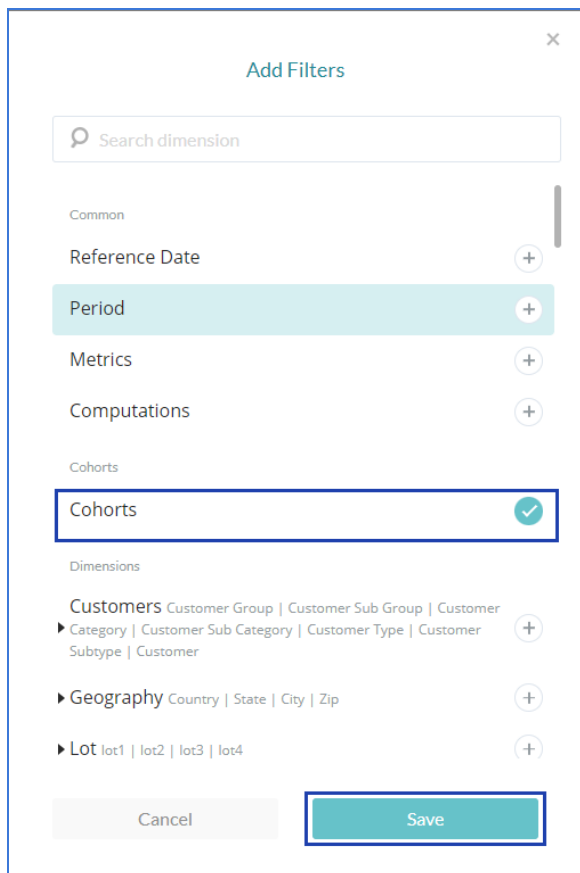 Add Filters
Search dimension
Common
Reference Date
Period
Metrics
Computations
Cohorts
Cohorts
Dimensions
Customers Customer Group | Customer Sub Group | Customer
Category | Customer Sub Category | Customer Type | Customer
Subtype | Customer
Geography Country | State | City | Zip
Lot lot1 | lot2 | lot3 | lot4
Cancel Save